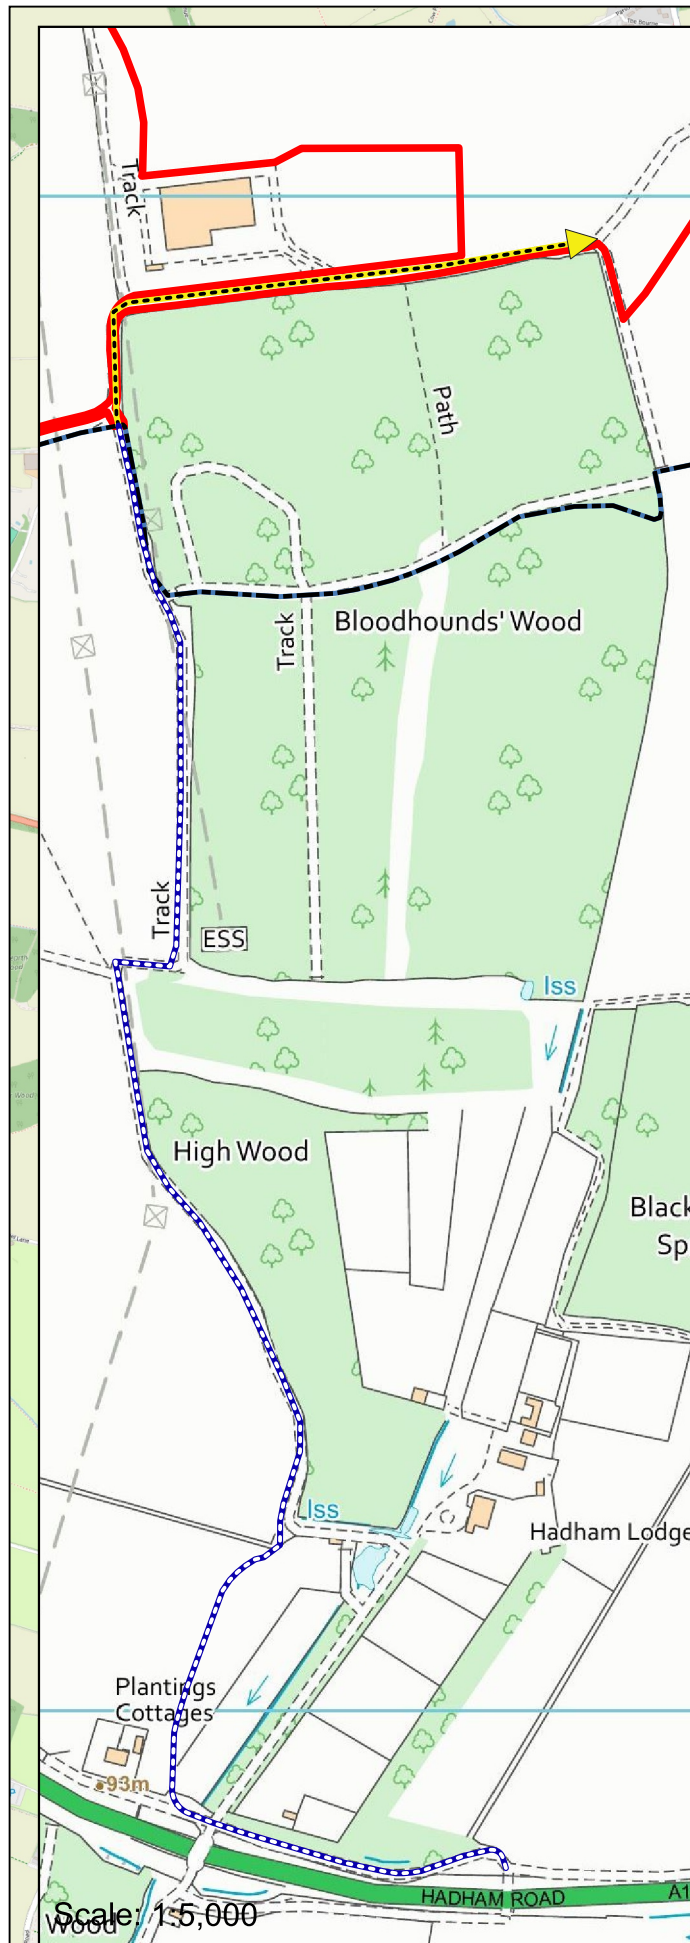 Track
Path
Bloodhounds' Wood
Track
Track
ESS
Iss
High Wood
Black
Sp
Iss
Hadham Lodge
Plantings
Cottages
93m
HADHAM ROAD
A1
Wood
Scale: 1:5,000